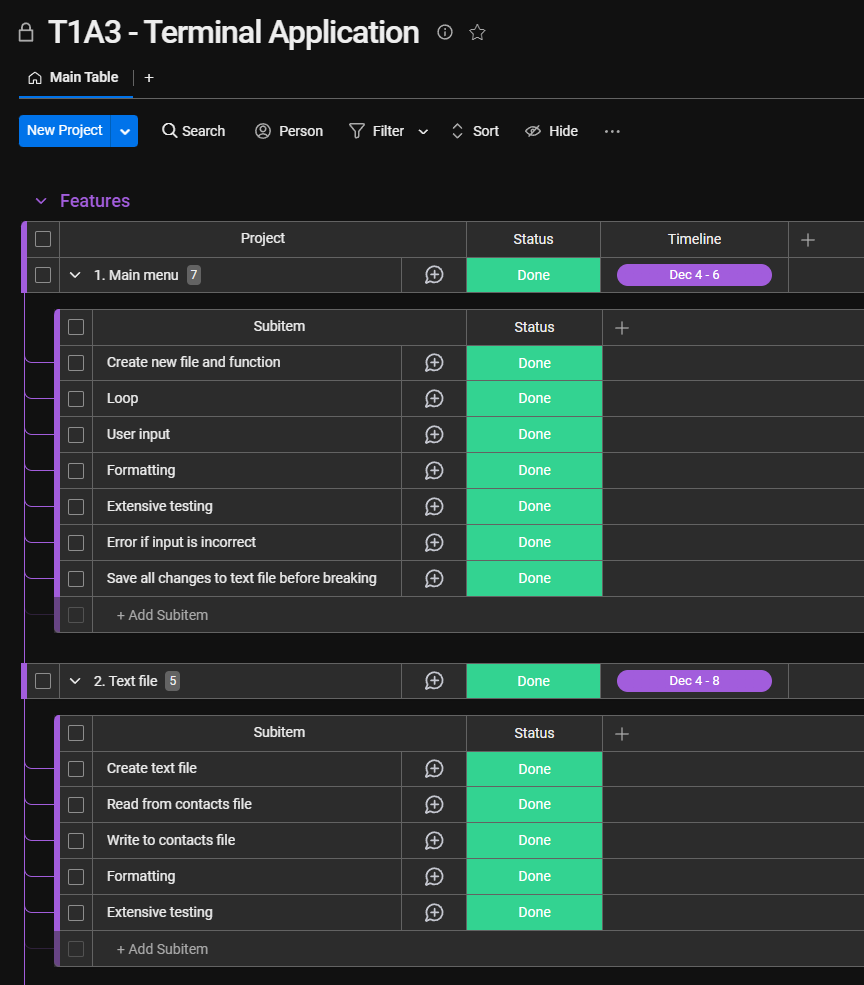 T1A3 - Terminal Application
Main Table
New Project Search Person Filter Sort Hide
Features
Project Status Timeline
1. Main menu 7 Done Dec 4 - 6
Subitem Status
Create new file and function Done
Loop Done
User input Done
Formatting Done
Extensive testing Done
Error if input is incorrect Done
Save all changes to text file before breaking Done
+ Add Subitem
2. Text file 5 Done Dec 4 - 8
Subitem Status
Create text file Done
Read from contacts file Done
Write to contacts file Done
Formatting Done
Extensive testing Done
+ Add Subitem